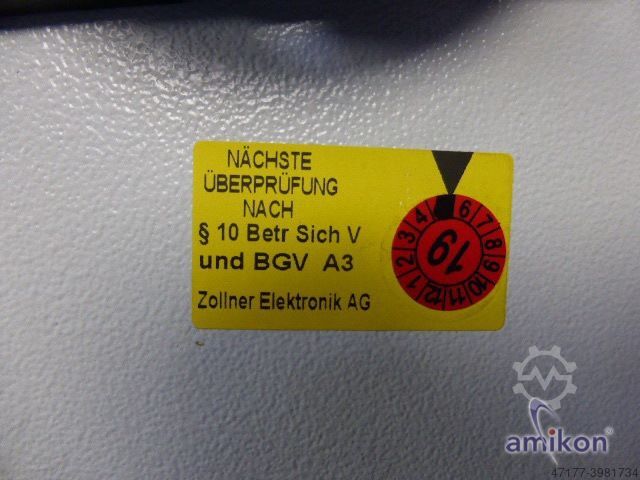 NÄCHSTE
ÜBERPRÜFUNG
NACH
§ 10 Betr Sich V
und BGV A3
Zollner Elektronik AG
1 2 3 4 6 7 8 9 10 11 12
19
amikon
47177-3981734